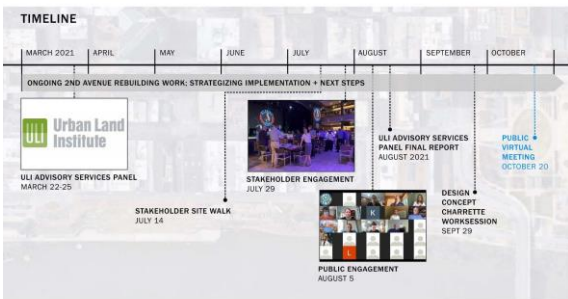 TIMELINE
MARCH 2021 APRIL MAY JUNE JULY AUGUST SEPTEMBER OCTOBER
ONGOING 2ND AVENUE REBUILDING WORK; STRATEGIZING IMPLEMENTATION + NEXT STEPS
ULI Urban Land
Institute
ULI ADVISORY SERVICES PANEL
MARCH 22-25
STAKEHOLDER SITE WALK
JULY 14
STAKEHOLDER ENGAGEMENT
JULY 29
K
L
PUBLIC ENGAGEMENT
AUGUST 5
ULI ADVISORY SERVICES
PANEL FINAL REPORT
AUGUST 2021
DESIGN
CONCEPT
CHARRETTE
WORKSESSION
SEPT 29
PUBLIC
VIRTUAL
MEETING
OCTOBER 20